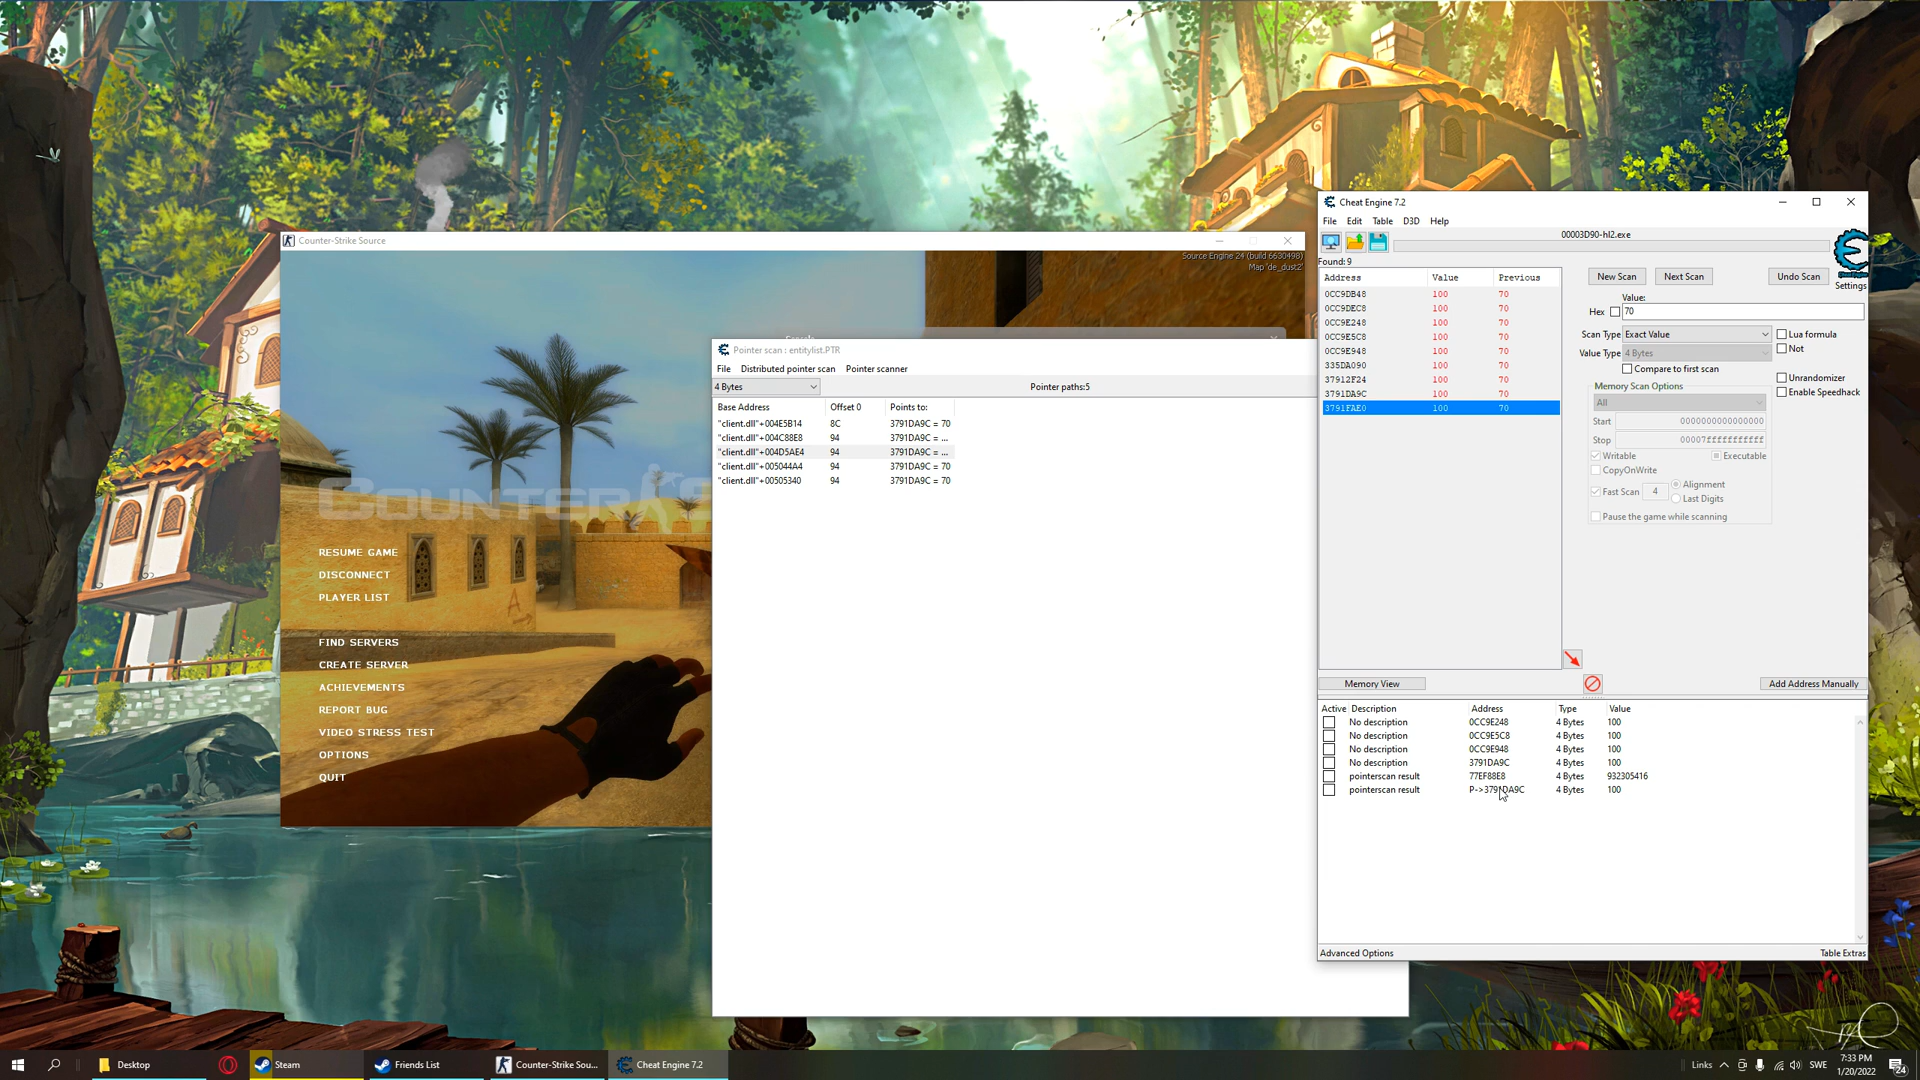 Cheat Engine 7.2
File Edit Table D3D Help
00003D90-hl2.exe
Found: 9
Settings
Address Value Previous
0CC9DB48 100 70
0CC9DEC8 100 70
0CC9E248 100 70
0CC9E5C8 100 70
0CC9E948 100 70
335DA090 100 70
37912F24 100 70
3791DA9C 100 70
3791FAE0 100 70
New Scan Next Scan Undo Scan
Value:
Hex 70
Scan Type Exact Value Lua formula
Not
Value Type 4 Bytes
Compare to first scan
Unrandomizer
Enable Speedhack
Memory Scan Options
All
Start 0000000000000000
Stop 00007fffffffffff
Writable Executable
CopyOnWrite
Fast Scan 4 Alignment
Last Digits
Pause the game while scanning
Memory View Add Address Manually
Active Description Address Type Value
No description 0CC9E248 4 Bytes 100
No description 0CC9E5C8 4 Bytes 100
No description 0CC9E948 4 Bytes 100
No description 3791DA9C 4 Bytes 100
pointerscan result 77EF88E8 4 Bytes 932305416
pointerscan result P->3791DA9C 4 Bytes 100
Advanced Options Table Extras
Counter-Strike Source
Source Engine 24 (build 6630498)
Map 'de_dust2'
COUNTER
RESUME GAME
DISCONNECT
PLAYER LIST
FIND SERVERS
CREATE SERVER
ACHIEVEMENTS
REPORT BUG
VIDEO STRESS TEST
OPTIONS
QUIT
Pointer scan : entitylist.PTR
File Distributed pointer scan Pointer scanner
4 Bytes Pointer paths:5
Base Address Offset 0 Points to:
"client.dll"+004E5B14 8C 3791DA9C = 70
"client.dll"+004C88E8 94 3791DA9C = ...
"client.dll"+004D5AE4 94 3791DA9C = ...
"client.dll"+005044A4 94 3791DA9C = 70
"client.dll"+00505340 94 3791DA9C = 70
Desktop Steam Friends List Counter-Strike Sou... Cheat Engine 7.2
Links SWE 7:33 PM
1/20/2022
24